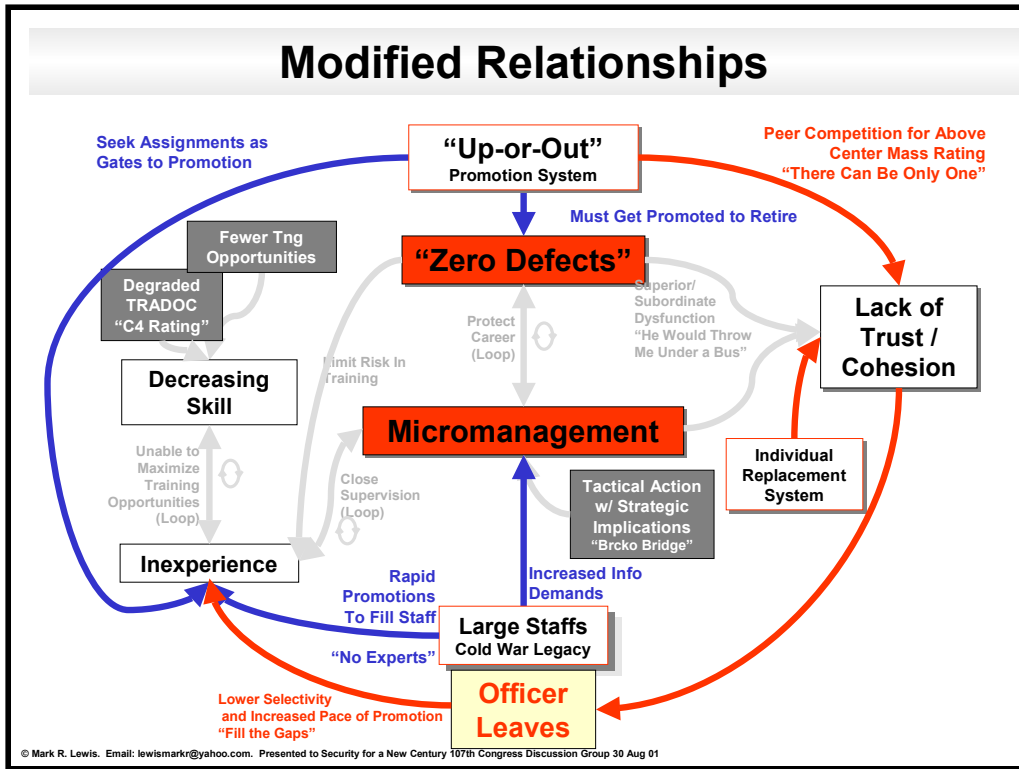 Modified Relationships
Seek Assignments as
Gates to Promotion
“Up-or-Out”
Promotion System
Peer Competition for Above
Center Mass Rating
“There Can Be Only One”
Must Get Promoted to Retire
Fewer Tng
Opportunities
Degraded
TRADOC
“C4 Rating”
“Zero Defects”
Superior/
Subordinate
Dysfunction
“He Would Throw
Me Under a Bus”
Protect
Career
(Loop)
Lack of
Trust /
Cohesion
Limit Risk In
Training
Decreasing
Skill
Micromanagement
Unable to
Maximize
Training
Opportunities
(Loop)
Close
Supervision
(Loop)
Individual
Replacement
System
Tactical Action
w/ Strategic
Implications
“Brcko Bridge”
Inexperience
Rapid
Promotions
To Fill Staff
“No Experts”
Increased Info
Demands
Large Staffs
Cold War Legacy
Officer
Leaves
Lower Selectivity
and Increased Pace of Promotion
“Fill the Gaps”
© Mark R. Lewis. Email: lewismarkr@yahoo.com. Presented to Security for a New Century 107th Congress Discussion Group 30 Aug 01